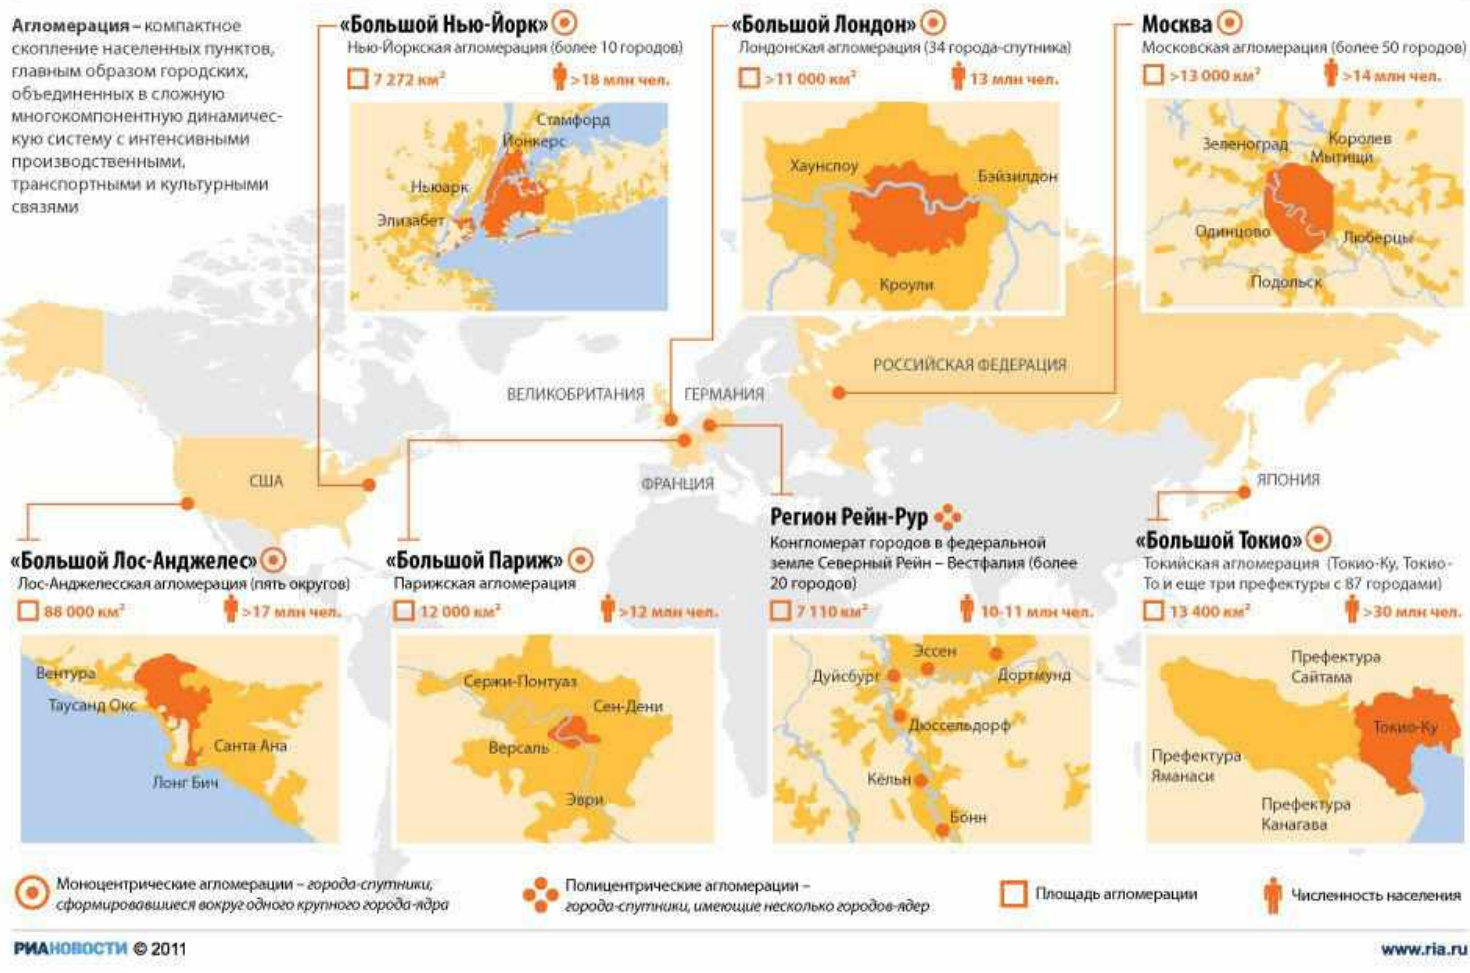 Агломерация – компактное
скопление населенных пунктов,
главным образом городских,
объединенных в сложную
многокомпонентную динамичес-
кую систему с интенсивными
производственными,
транспортными и культурными
связями
«Большой Нью-Йорк»
Нью-Йоркская агломерация (более 10 городов)
7 272 км²
>18 млн чел.
Стамфорд
Йонкерс
Ньюарк
Элизабет
«Большой Лондон»
Лондонская агломерация (34 города-спутника)
>11 000 км²
13 млн чел.
Хаунслоу
Бэйзилдон
Кроули
Москва
Московская агломерация (более 50 городов)
>13 000 км²
>14 млн чел.
Зеленоград
Королев
Мытищи
Одинцово
Люберцы
Подольск
РОССИЙСКАЯ ФЕДЕРАЦИЯ
ВЕЛИКОБРИТАНИЯ
ГЕРМАНИЯ
США
ФРАНЦИЯ
ЯПОНИЯ
«Большой Лос-Анджелес»
Лос-Анджелесская агломерация (пять округов)
88 000 км²
>17 млн чел.
Вентура
Таусанд Окс
Санта Ана
Лонг Бич
«Большой Париж»
Парижская агломерация
12 000 км²
>12 млн чел.
Сержи-Понтуаз
Сен-Дени
Версаль
Эври
Регион Рейн-Рур
Конгломерат городов в федеральной
земле Северный Рейн – Вестфалия (более
20 городов)
7 110 км²
10-11 млн чел.
Эссен
Дуйсбург
Дортмунд
Дюссельдорф
Кёльн
Бонн
«Большой Токио»
Токийская агломерация (Токио-Ку, Токио-
То и еще три префектуры с 87 городами)
13 400 км²
>30 млн чел.
Префектура
Сайтама
Токио-Ку
Префектура
Яманаси
Префектура
Канагава
Моноцентрические агломерации – города-спутники,
сформировавшиеся вокруг одного крупного города-ядра
Полицентрические агломерации –
города-спутники, имеющие несколько городов-ядер
Площадь агломерации
Численность населения
РИАНОВОСТИ © 2011
www.ria.ru